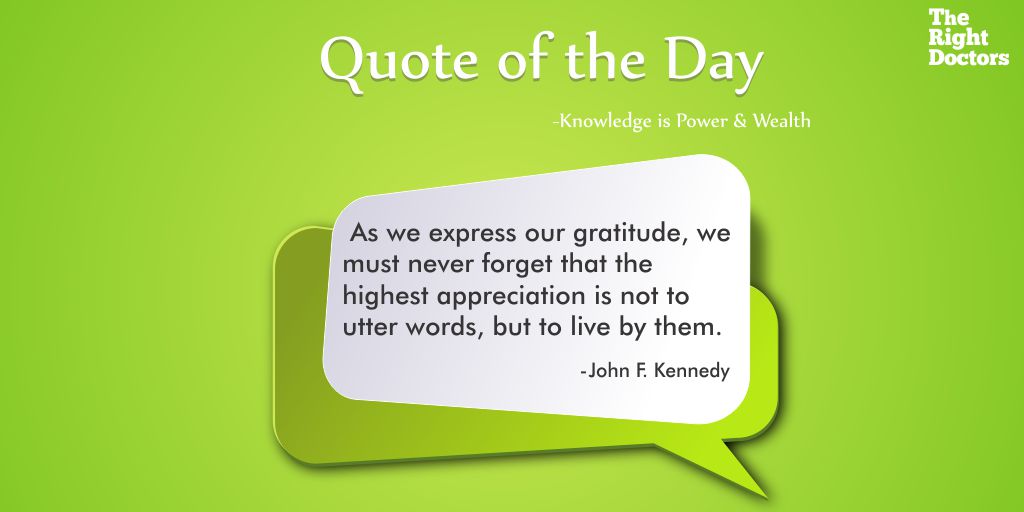 The
Right
Doctors
Quote of the Day
-Knowledge is Power & Wealth
As we express our gratitude, we
must never forget that the
highest appreciation is not to
utter words, but to live by them.
-John F. Kennedy